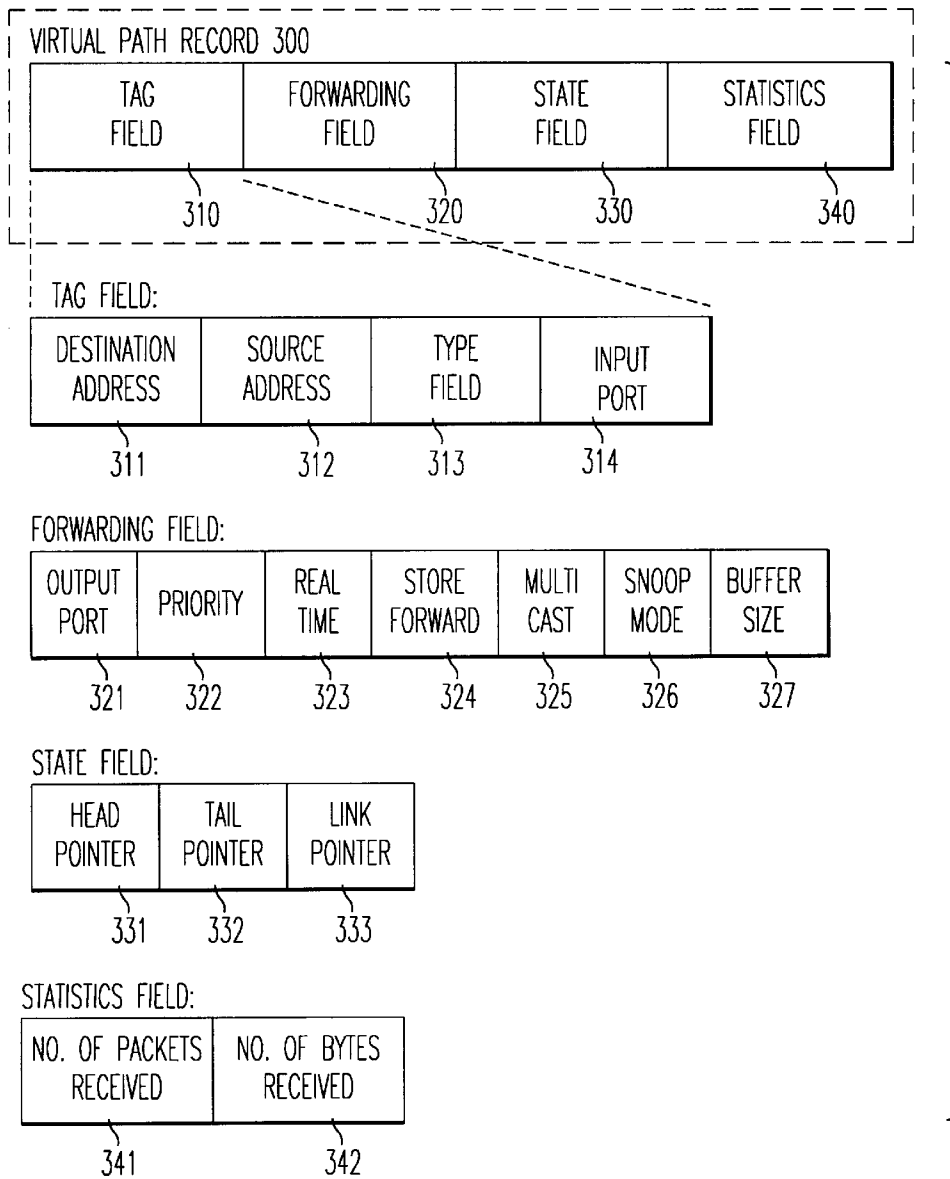 VIRTUAL PATH RECORD 300
TAG FIELD
FORWARDING FIELD
STATE FIELD
STATISTICS FIELD
310
320
330
340
TAG FIELD:
DESTINATION ADDRESS
SOURCE ADDRESS
TYPE FIELD
INPUT PORT
311
312
313
314
FORWARDING FIELD:
OUTPUT PORT
PRIORITY
REAL TIME
STORE FORWARD
MULTI CAST
SNOOP MODE
BUFFER SIZE
321
322
323
324
325
326
327
STATE FIELD:
HEAD POINTER
TAIL POINTER
LINK POINTER
331
332
333
STATISTICS FIELD:
NO. OF PACKETS RECEIVED
NO. OF BYTES RECEIVED
341
342